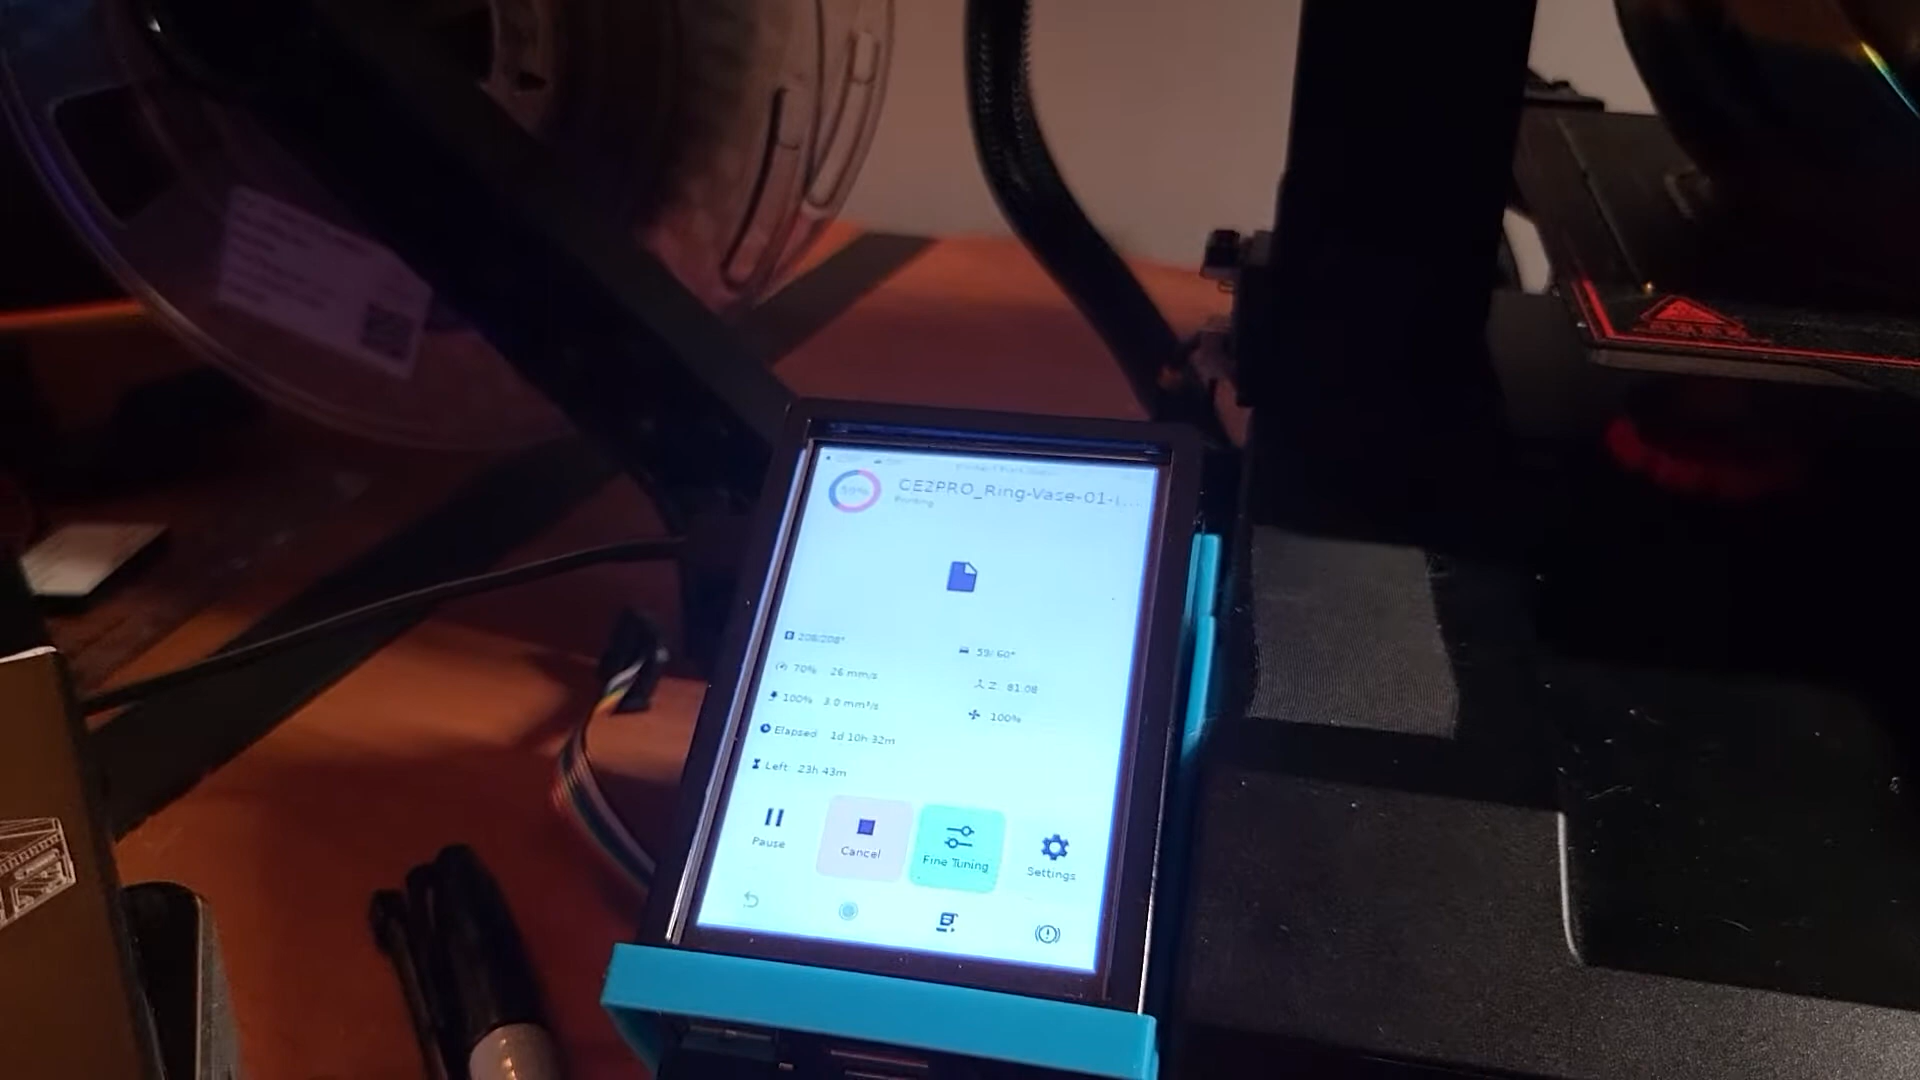 59%
CE2PRO_Ring-Vase-01-(...
Printing
208/208°
59/ 60°
70% 26 mm/s
Z: 81.08
100% 3.0 mm³/s
100%
Elapsed 1d 10h 32m
Left: 23h 43m
Pause
Cancel
Fine Tuning
Settings